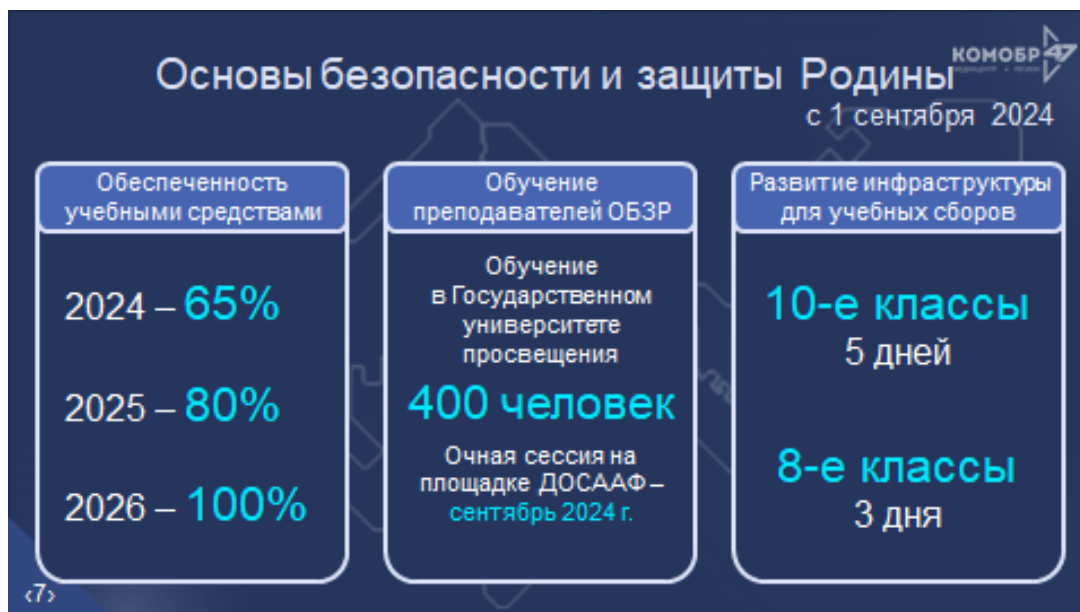 КОМОБР 47
Основы безопасности и защиты Родины
с 1 сентября 2024
Обеспеченность
учебными средствами
2024 – 65%
2025 – 80%
2026 – 100%
Обучение
преподавателей ОБЗР
Обучение
в Государственном
университете
просвещения
400 человек
Очная сессия на
площадке ДОСААФ –
сентябрь 2024 г.
Развитие инфраструктуры
для учебных сборов
10-е классы
5 дней
8-е классы
3 дня
‹7›